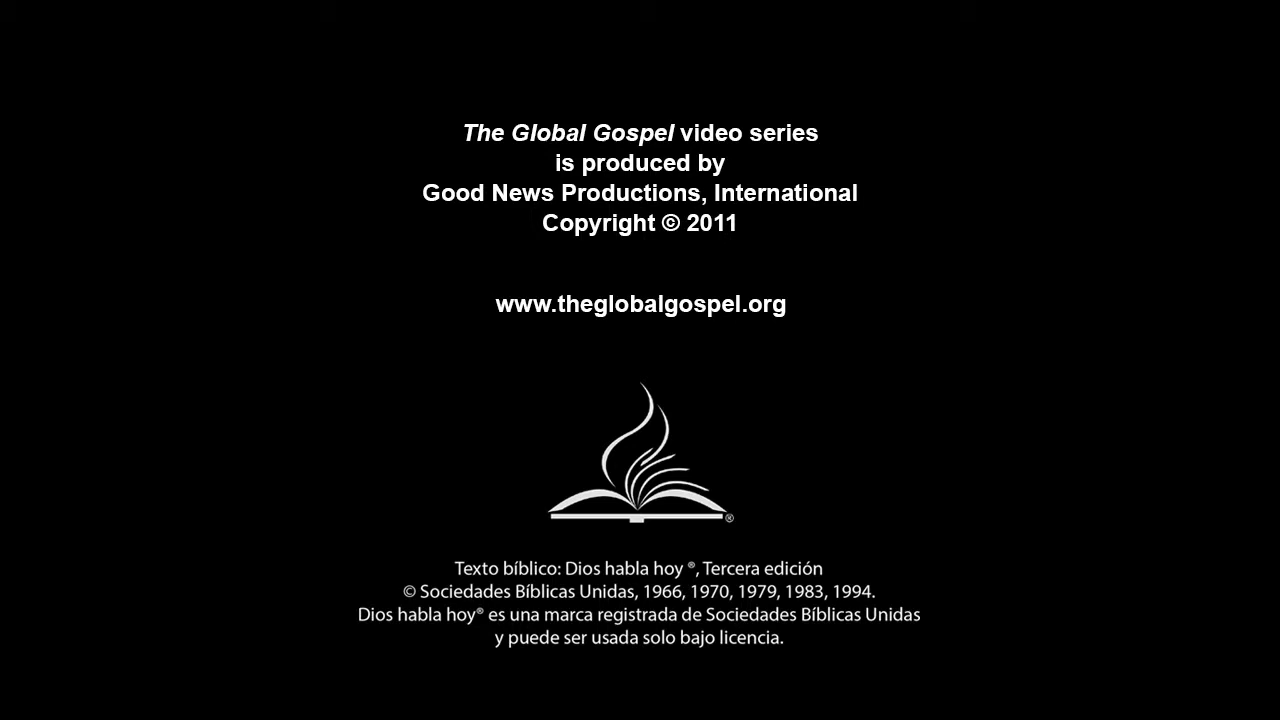 The Global Gospel video series
is produced by
Good News Productions, International
Copyright © 2011
www.theglobalgospel.org
®
Texto bíblico: Dios habla hoy ®, Tercera edición
© Sociedades Bíblicas Unidas, 1966, 1970, 1979, 1983, 1994.
Dios habla hoy® es una marca registrada de Sociedades Bíblicas Unidas
y puede ser usada solo bajo licencia.